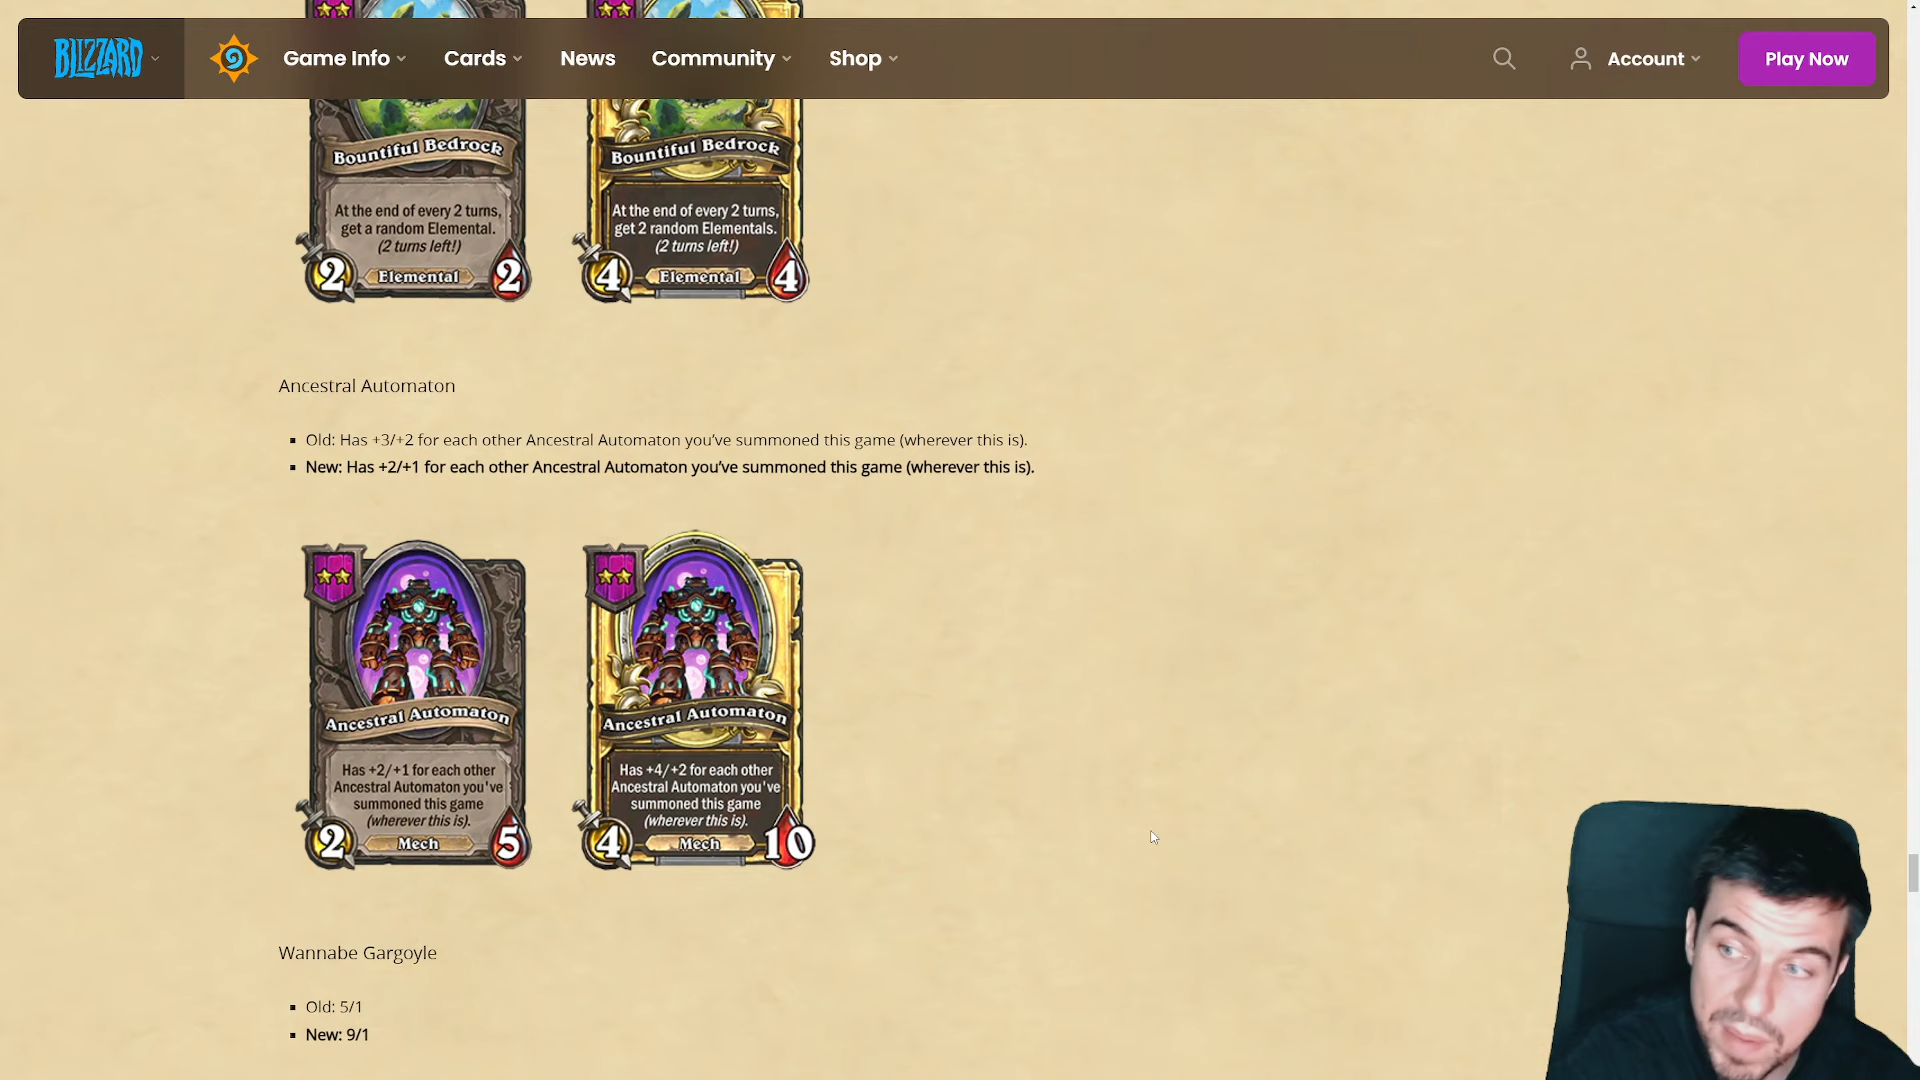 BLIZZARD
Game Info
Cards
News
Community
Shop
Account
Play Now
Bountiful Bedrock
At the end of every 2 turns,
get a random Elemental.
(2 turns left!)
2
Elemental
2
Bountiful Bedrock
At the end of every 2 turns,
get 2 random Elementals.
(2 turns left!)
4
Elemental
4
Ancestral Automaton
▪ Old: Has +3/+2 for each other Ancestral Automaton you’ve summoned this game (wherever this is).
▪ New: Has +2/+1 for each other Ancestral Automaton you’ve summoned this game (wherever this is).
Ancestral Automaton
Has +2/+1 for each other
Ancestral Automaton you've
summoned this game
(wherever this is).
2
Mech
5
Ancestral Automaton
Has +4/+2 for each other
Ancestral Automaton you've
summoned this game
(wherever this is).
4
Mech
10
Wannabe Gargoyle
▪ Old: 5/1
▪ New: 9/1